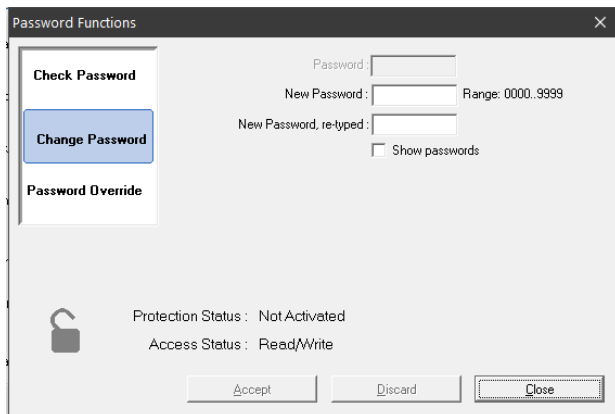 Password Functions
Check Password
Change Password
Password Override
Password :
New Password : Range: 0000..9999
New Password, re-typed :
Show passwords
Protection Status : Not Activated
Access Status : Read/Write
Accept Discard Close